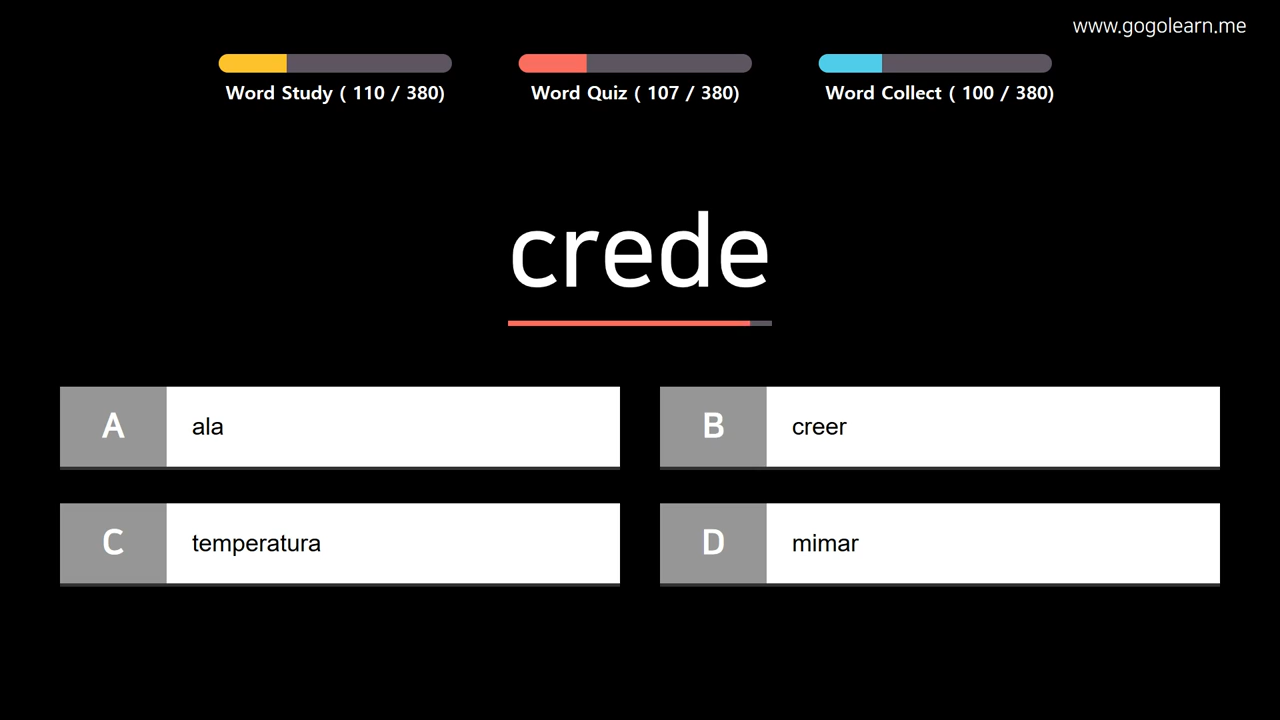 www.gogolearn.me
Word Study ( 110 / 380)
Word Quiz ( 107 / 380)
Word Collect ( 100 / 380)
crede
A ala
B creer
C temperatura
D mimar